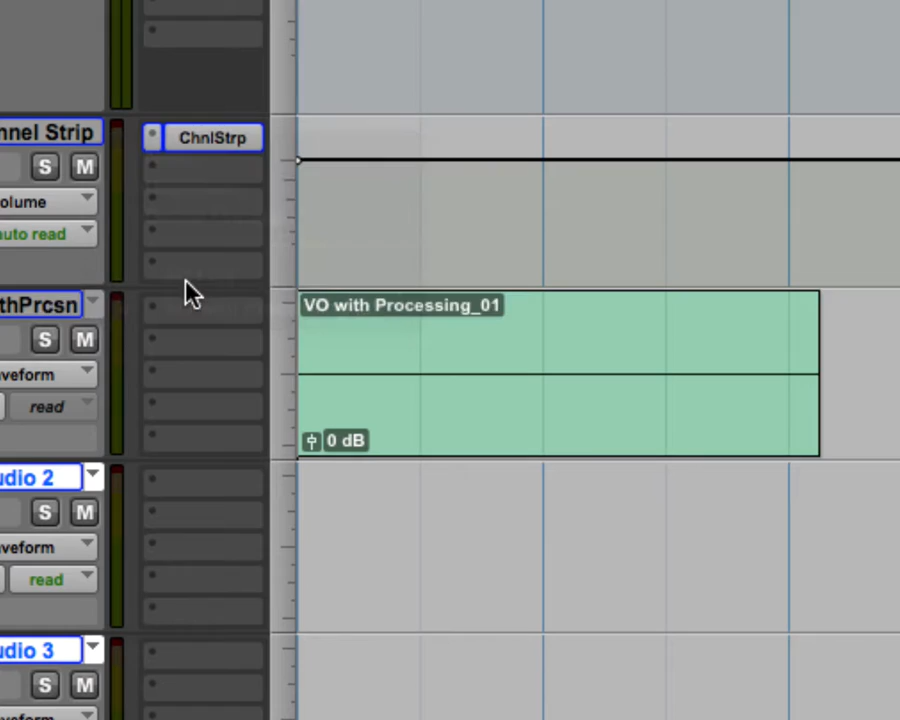 nnel Strip
ChnlStrp
S M
olume
auto read
thPrcsn
VO with Processing_01
S M
veform
read
0 dB
udio 2
S M
veform
read
udio 3
S M